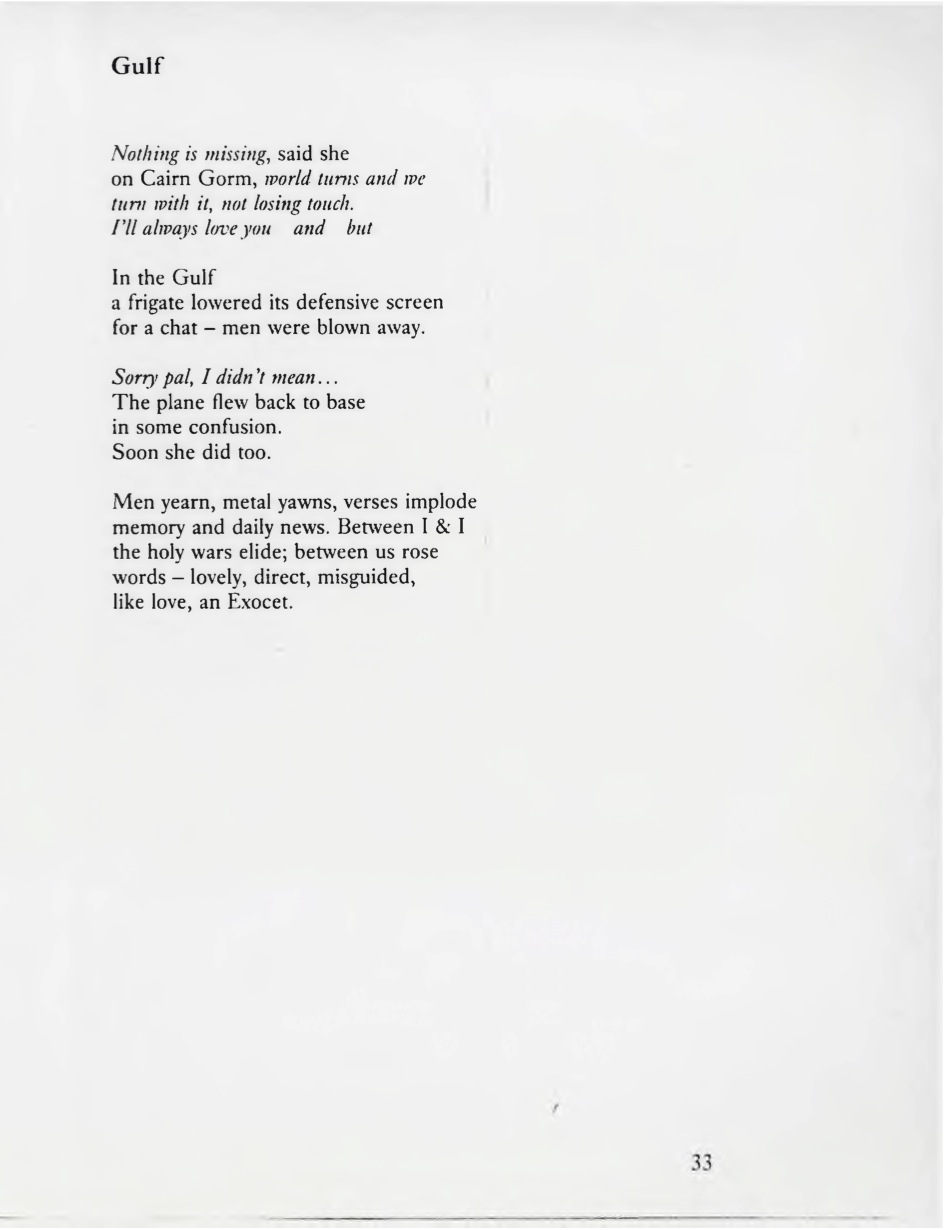 Gulf

Nothing is missing, said she
on Cairn Gorm, world turns and we
turn with it, not losing touch.
I'll always love you   and   but

In the Gulf
a frigate lowered its defensive screen
for a chat – men were blown away.

Sorry pal, I didn't mean...
The plane flew back to base
in some confusion.
Soon she did too.

Men yearn, metal yawns, verses implode
memory and daily news. Between I & I
the holy wars elide; between us rose
words – lovely, direct, misguided,
like love, an Exocet.

33